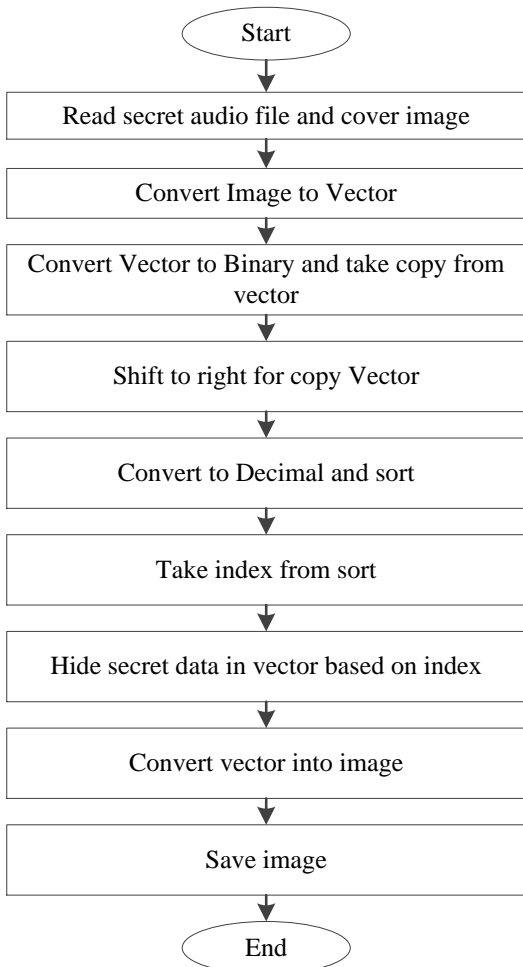 Start
Read secret audio file and cover image
Convert Image to Vector
Convert Vector to Binary and take copy from
vector
Shift to right for copy Vector
Convert to Decimal and sort
Take index from sort
Hide secret data in vector based on index
Convert vector into image
Save image
End